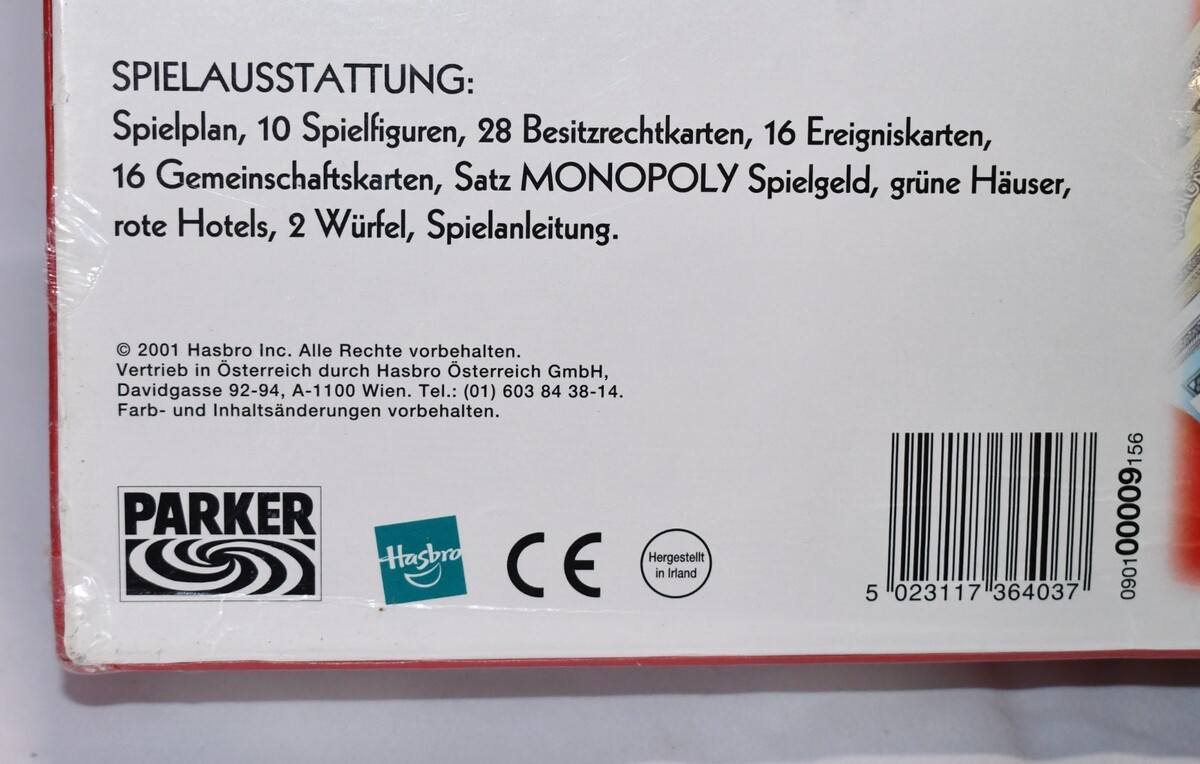 SPIELAUSSTATTUNG:
Spielplan, 10 Spielfiguren, 28 Besitzrechtkarten, 16 Ereigniskarten,
16 Gemeinschaftskarten, Satz MONOPOLY Spielgeld, grüne Häuser,
rote Hotels, 2 Würfel, Spielanleitung.
© 2001 Hasbro Inc. Alle Rechte vorbehalten.
Vertrieb in Österreich durch Hasbro Österreich GmbH,
Davidgasse 92-94, A-1100 Wien. Tel.: (01) 603 84 38-14.
Farb- und Inhaltsänderungen vorbehalten.
PARKER
Hasbro
CE
Hergestellt
in Irland
5 023117 364037
090100009156